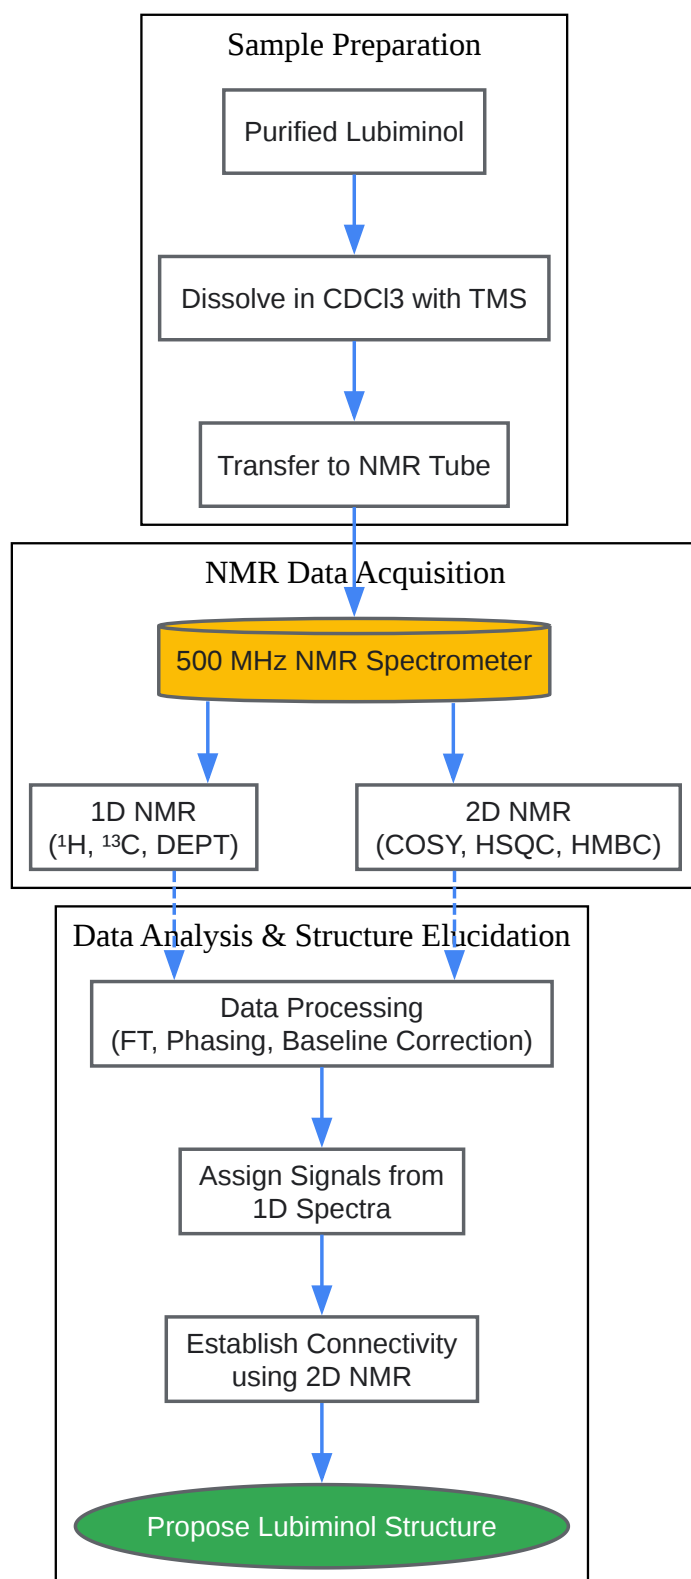 Sample Preparation
Purified Lubiminol
Dissolve in CDCl3 with TMS
Transfer to NMR Tube
NMR Data Acquisition
500 MHz NMR Spectrometer
1D NMR
(¹H, ¹³C, DEPT)
2D NMR
(COSY, HSQC, HMBC)
Data Analysis & Structure Elucidation
Data Processing
(FT, Phasing, Baseline Correction)
Assign Signals from
1D Spectra
Establish Connectivity
using 2D NMR
Propose Lubiminol Structure